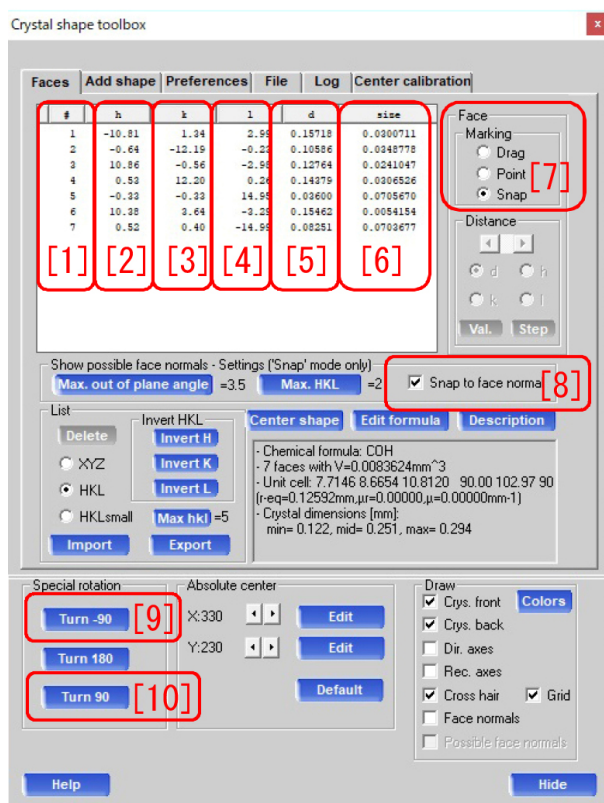 Crystal shape toolbox x
Faces Add shape Preferences File Log Center calibration
# h k l d size
1 -10.81 1.34 2.99 0.15718 0.0300711
2 -0.64 -12.19 -0.22 0.10586 0.0348778
3 10.86 -0.56 -2.98 0.12764 0.0241047
4 0.53 12.20 0.26 0.14379 0.0306526
5 -0.33 -0.33 14.95 0.03600 0.0705670
6 10.38 3.64 -3.29 0.15462 0.0054154
7 0.52 0.40 -14.99 0.08251 0.0703677
[1] [2] [3] [4] [5] [6]
Face
Marking
Drag
Point
Snap
[7]
Distance
d h
k l
Val. Step
Show possible face normals - Settings ('Snap' mode only)
Max. out of plane angle =3.5 Max. HKL =2 Snap to face normal
[8]
List
Delete
XYZ
HKL
HKLsmall
Import Export
Invert HKL
Invert H
Invert K
Invert L
Max hkl =5
Center shape Edit formula Description
- Chemical formula: COH
- 7 faces with V=0.0083624mm^3
- Unit cell: 7.7146 8.6654 10.8120 90.00 102.97 90
(r-eq=0.12592mm,μr=0.00000,μ=0.00000mm-1)
- Crystal dimensions [mm]:
min= 0.122, mid= 0.251, max= 0.294
Special rotation
Turn -90 [9]
Turn 180
Turn 90 [10]
Absolute center
X:330 Edit
Y:230 Edit
Default
Draw
Crys. front Colors
Crys. back
Dir. axes
Rec. axes
Cross hair Grid
Face normals
Possible face normals
Help Hide